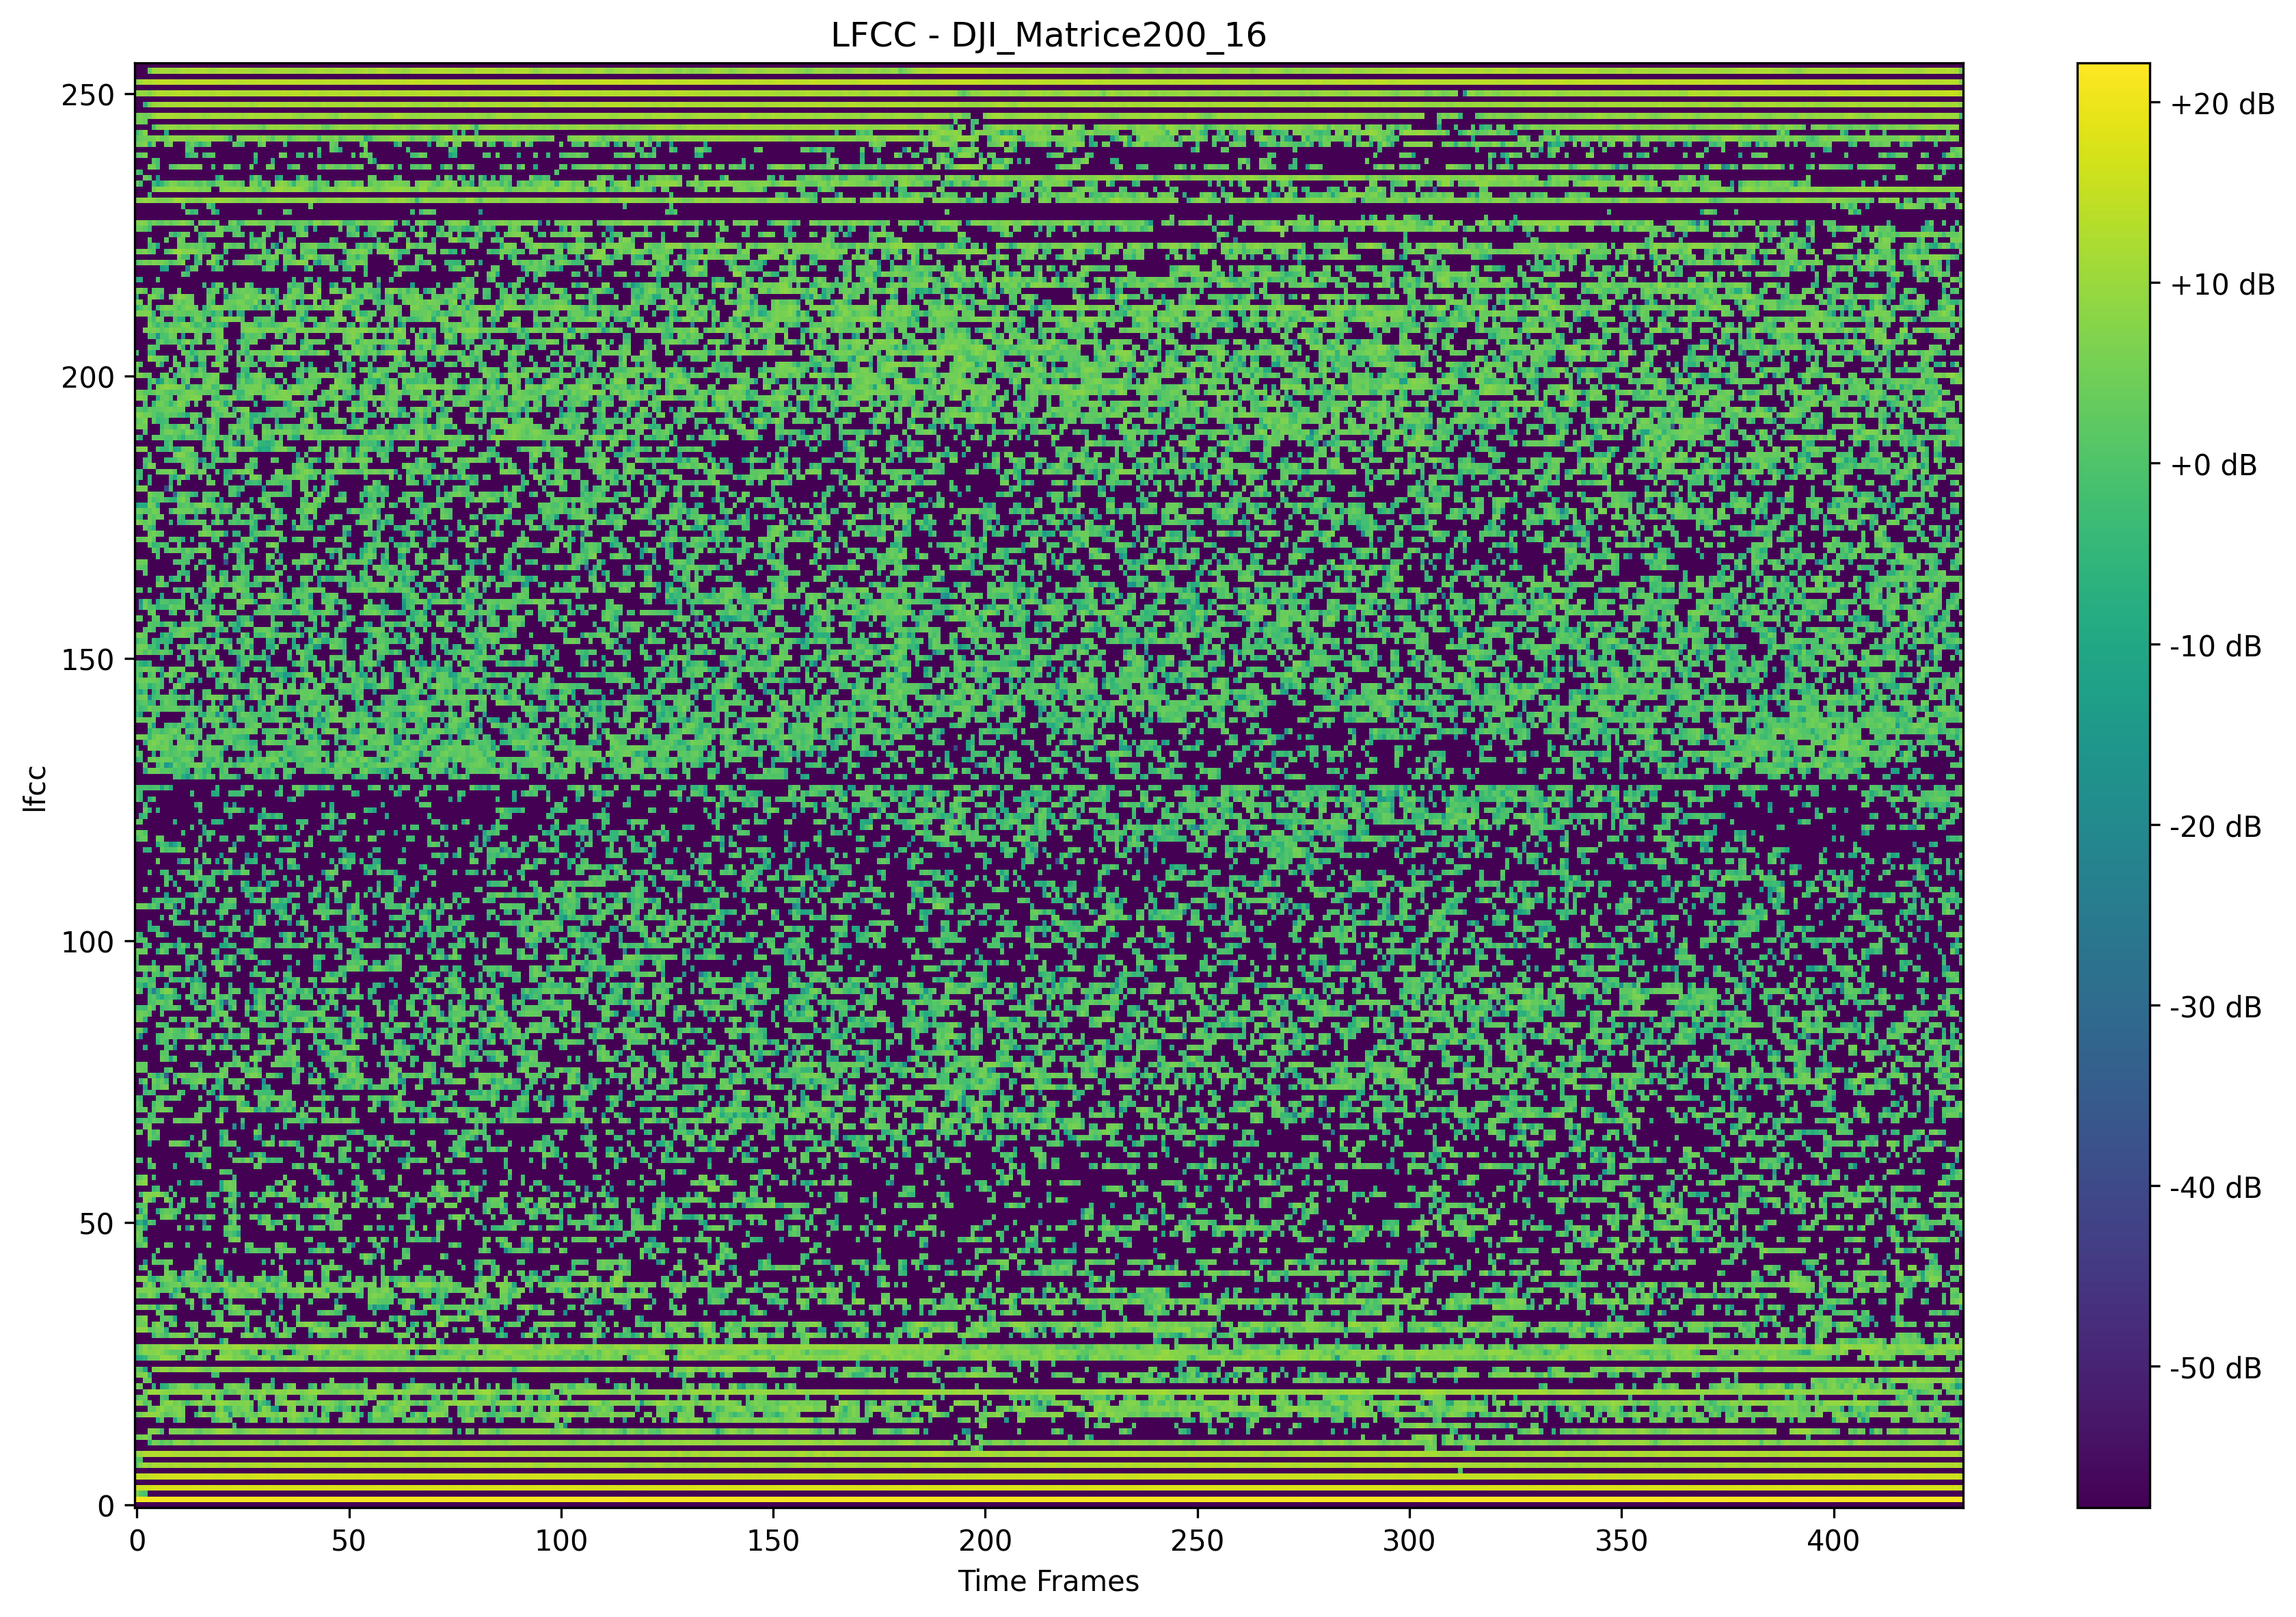 LFCC - DJI_Matrice200_16
250
200
150
100
50
0
lfcc
0 50 100 150 200 250 300 350 400
Time Frames
+20 dB
+10 dB
+0 dB
-10 dB
-20 dB
-30 dB
-40 dB
-50 dB